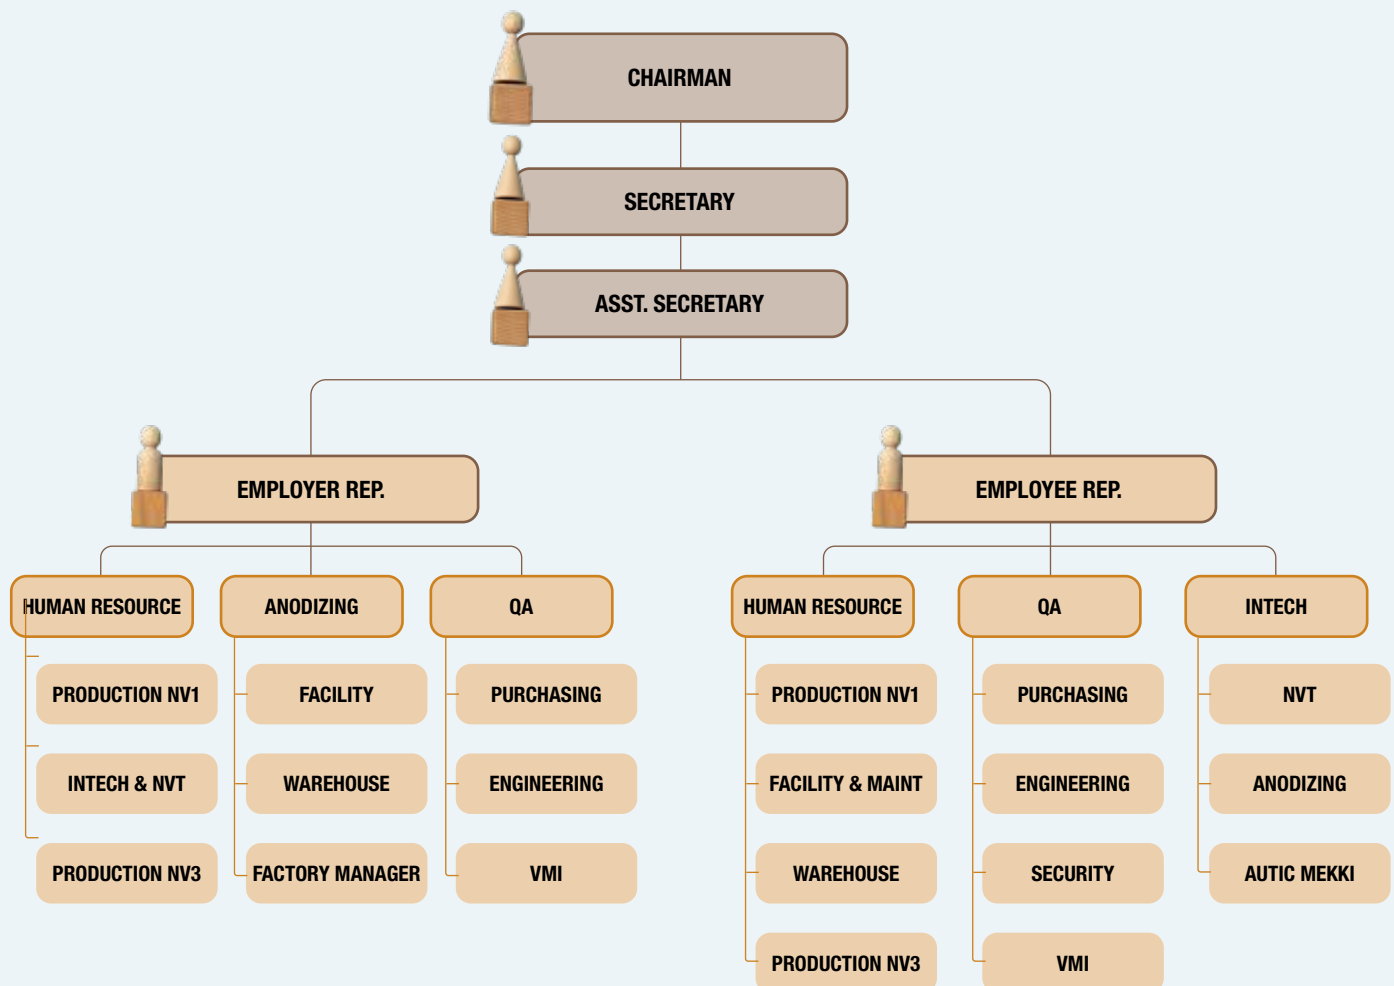 CHAIRMAN
SECRETARY
ASST. SECRETARY
EMPLOYER REP.
EMPLOYEE REP.
HUMAN RESOURCE
ANODIZING
QA
HUMAN RESOURCE
QA
INTECH
PRODUCTION NV1
FACILITY
PURCHASING
PRODUCTION NV1
PURCHASING
NVT
INTECH & NVT
WAREHOUSE
ENGINEERING
FACILITY & MAINT
ENGINEERING
ANODIZING
PRODUCTION NV3
FACTORY MANAGER
VMI
WAREHOUSE
SECURITY
AUTIC MEKKI
PRODUCTION NV3
VMI